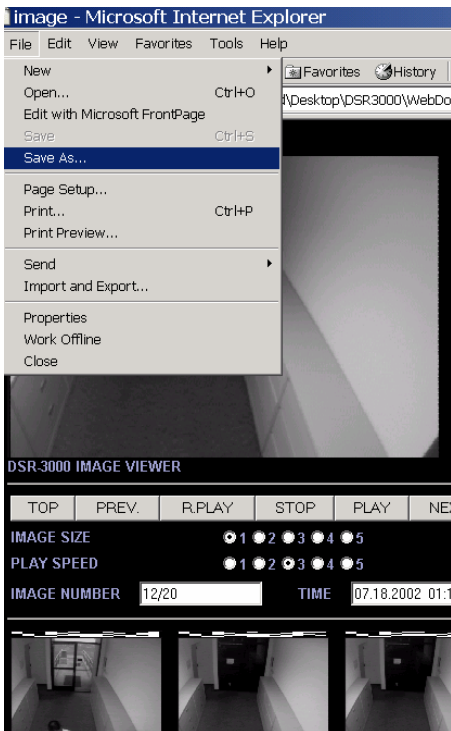 image - Microsoft Internet Explorer
File Edit View Favorites Tools Help
New
Favorites History
Open... Ctrl+O
d\Desktop\DSR3000\WebDo
Edit with Microsoft FrontPage
Save Ctrl+S
Save As...
Page Setup...
Print... Ctrl+P
Print Preview...
Send
Import and Export...
Properties
Work Offline
Close
DSR-3000 IMAGE VIEWER
TOP PREV. R.PLAY STOP PLAY NE
IMAGE SIZE 1 2 3 4 5
PLAY SPEED 1 2 3 4 5
IMAGE NUMBER 12/20 TIME 07.18.2002 01:1